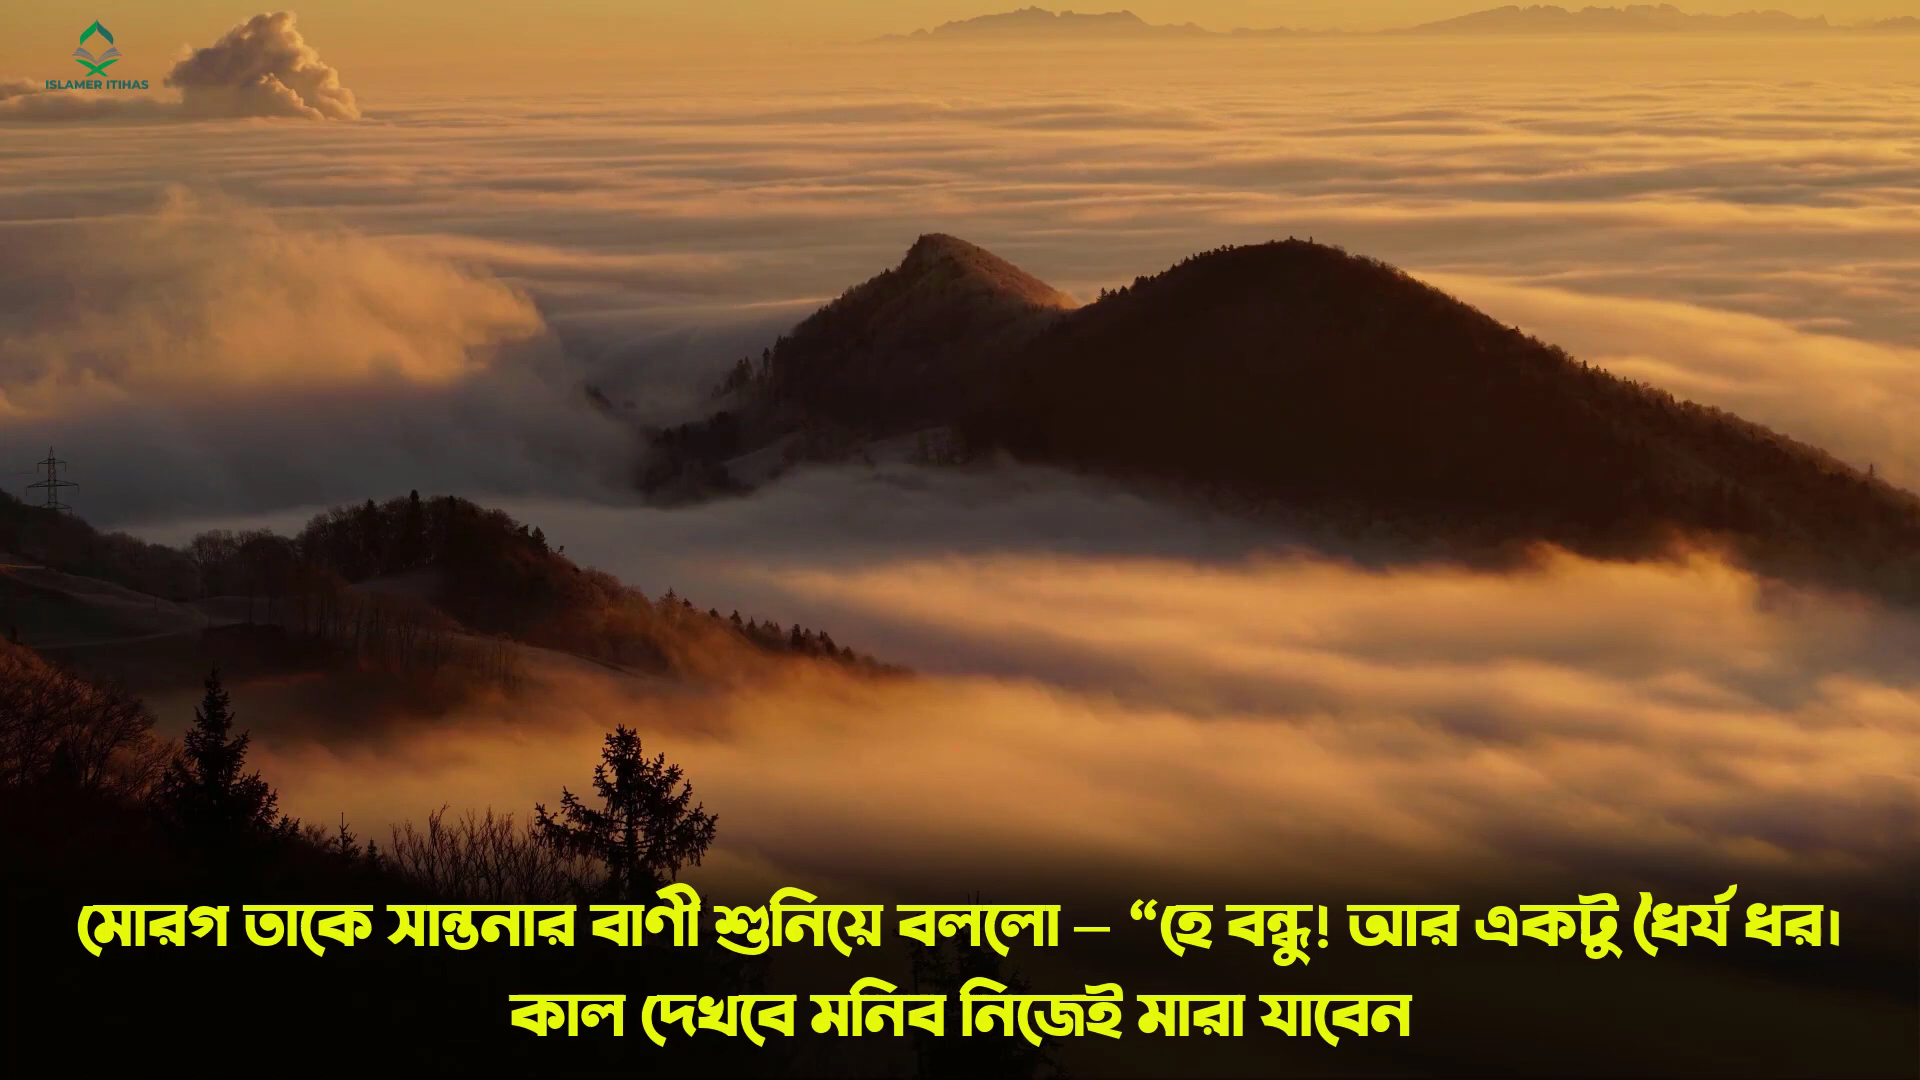 ISLAMER ITIHAS
মোরগ তাকে সান্তনার বাণী শুনিয়ে বললো – “হে বন্ধু! আর একটু ধৈর্য ধর।
কাল দেখবে মনিব নিজেই মারা যাবেন